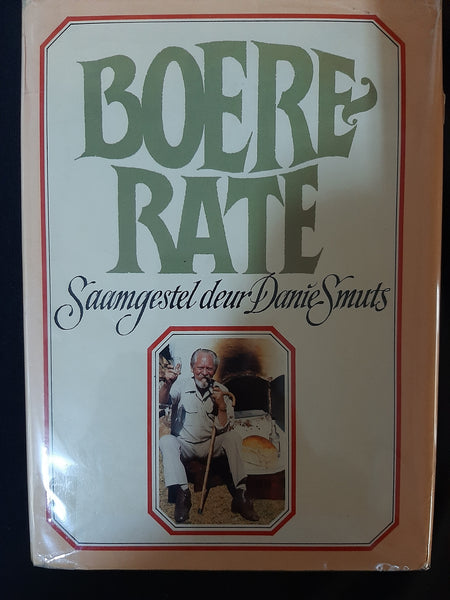 BOERE-
RATE
Saamgestel deur Danie Smuts